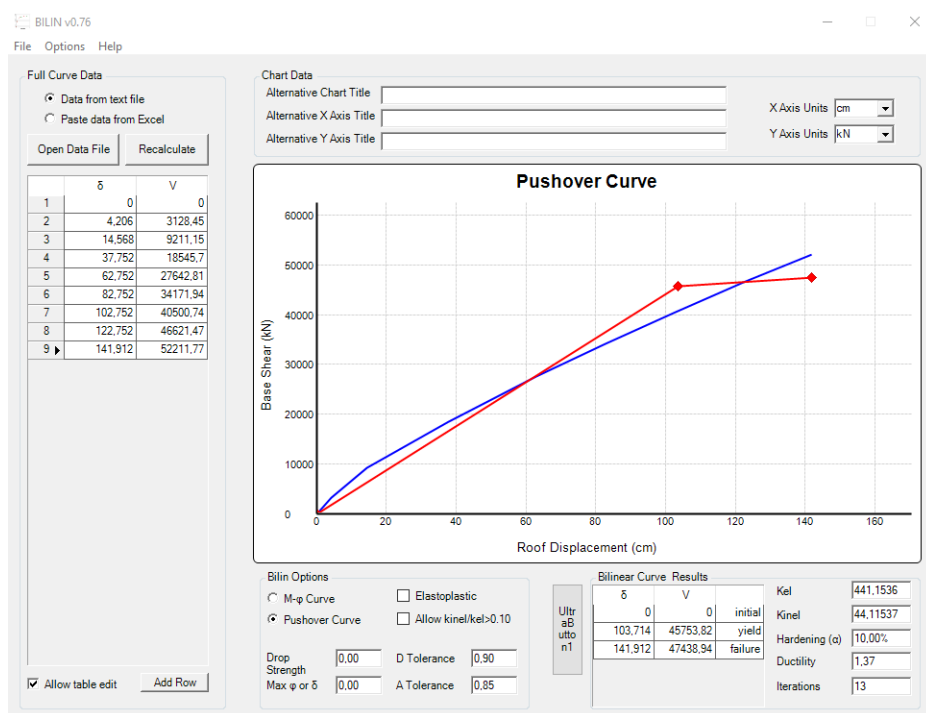 BILIN v0.76
File Options Help
Full Curve Data
Data from text file
Paste data from Excel
Open Data File Recalculate
δ V
1 0 0
2 4,206 3128,45
3 14,568 9211,15
4 37,752 18545,7
5 62,752 27642,81
6 82,752 34171,94
7 102,752 40500,74
8 122,752 46621,47
9 141,912 52211,77
Allow table edit Add Row
Chart Data
Alternative Chart Title
Alternative X Axis Title
Alternative Y Axis Title
X Axis Units cm
Y Axis Units kN
Pushover Curve
60000
50000
40000
30000
20000
10000
0
Base Shear (kN)
0 20 40 60 80 100 120 140 160
Roof Displacement (cm)
Bilin Options
M-φ Curve
Pushover Curve
Elastoplastic
Allow kinel/kel>0.10
Drop Strength 0,00
D Tolerance 0,90
Max φ or δ 0,00
A Tolerance 0,85
Ultr
aB
utto
n1
Bilinear Curve Results
δ V
0 0 initial
103,714 45753,82 yield
141,912 47438,94 failure
Kel 441,1536
Kinel 44,11537
Hardening (α) 10,00%
Ductility 1,37
Iterations 13